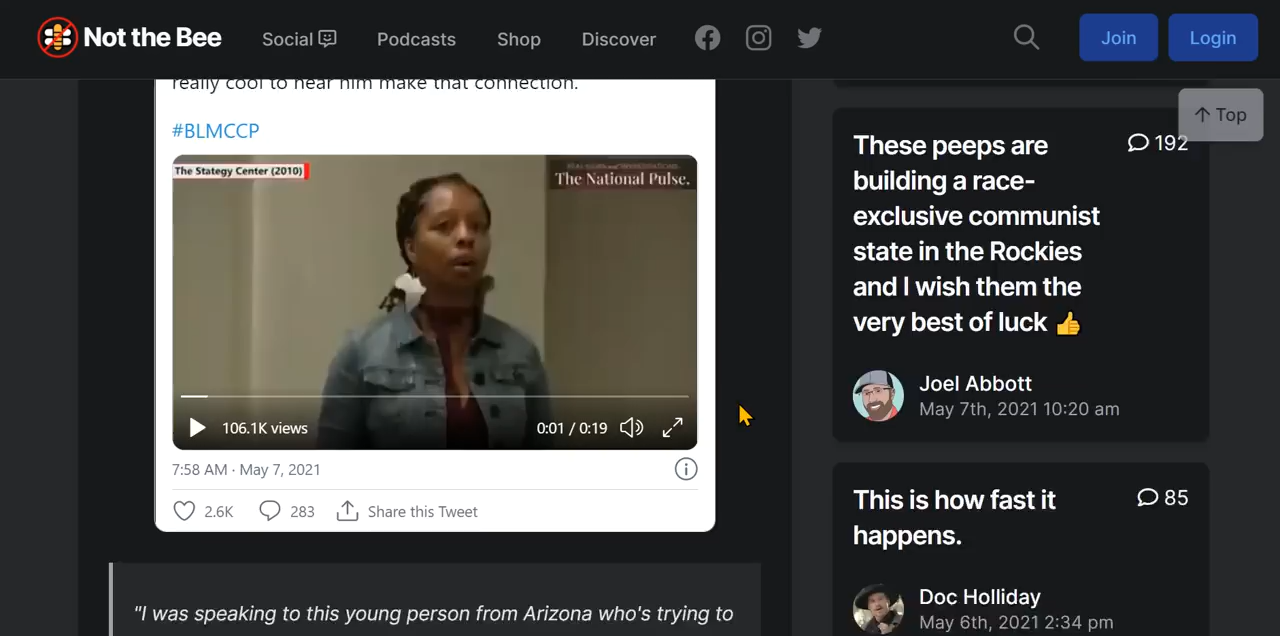 Not the Bee
Social
Podcasts
Shop
Discover
Join
Login
really cool to hear him make that connection.
#BLMCCP
The Stategy Center (2010)
The National Pulse.
106.1K views
0:01 / 0:19
7:58 AM · May 7, 2021
2.6K
283
Share this Tweet
"I was speaking to this young person from Arizona who's trying to
↑ Top
These peeps are
192
building a race-
exclusive communist
state in the Rockies
and I wish them the
very best of luck 👍
Joel Abbott
May 7th, 2021 10:20 am
This is how fast it
85
happens.
Doc Holliday
May 6th, 2021 2:34 pm